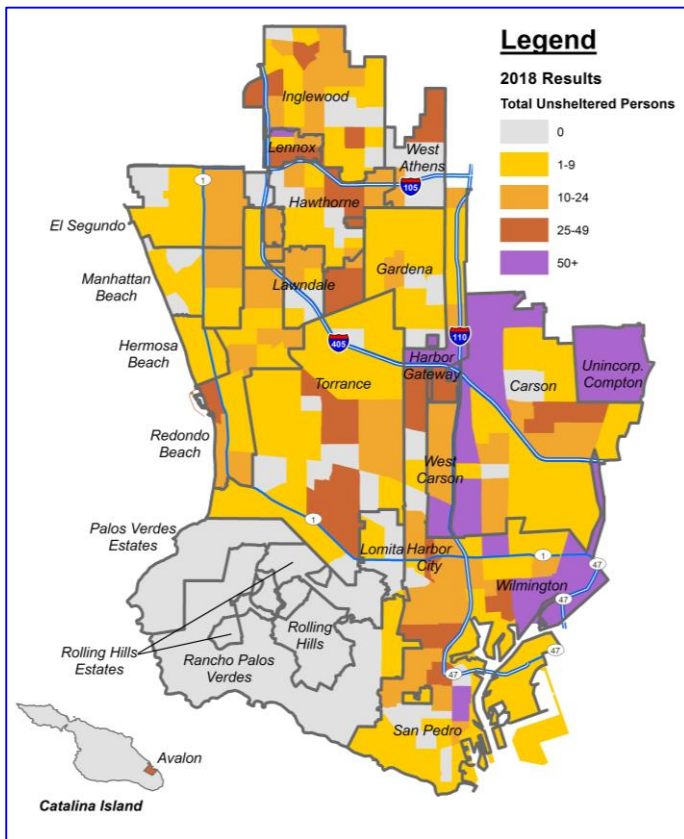 Legend
2018 Results
Total Unsheltered Persons
0
1-9
10-24
25-49
50+
Inglewood
Lennox
West
Athens
105
1
Hawthorne
El Segundo
Gardena
Manhattan
Beach
Lawndale
405
110
Hermosa
Beach
Harbor
Gateway
Unincorp.
Compton
Carson
Torrance
Redondo
Beach
West
Carson
Palos Verdes
Estates
1
Lomita
Harbor
City
1
47
Wilmington
47
Rolling
Hills
Rolling Hills
Estates
Rancho Palos
Verdes
47
47
San Pedro
Avalon
Catalina Island